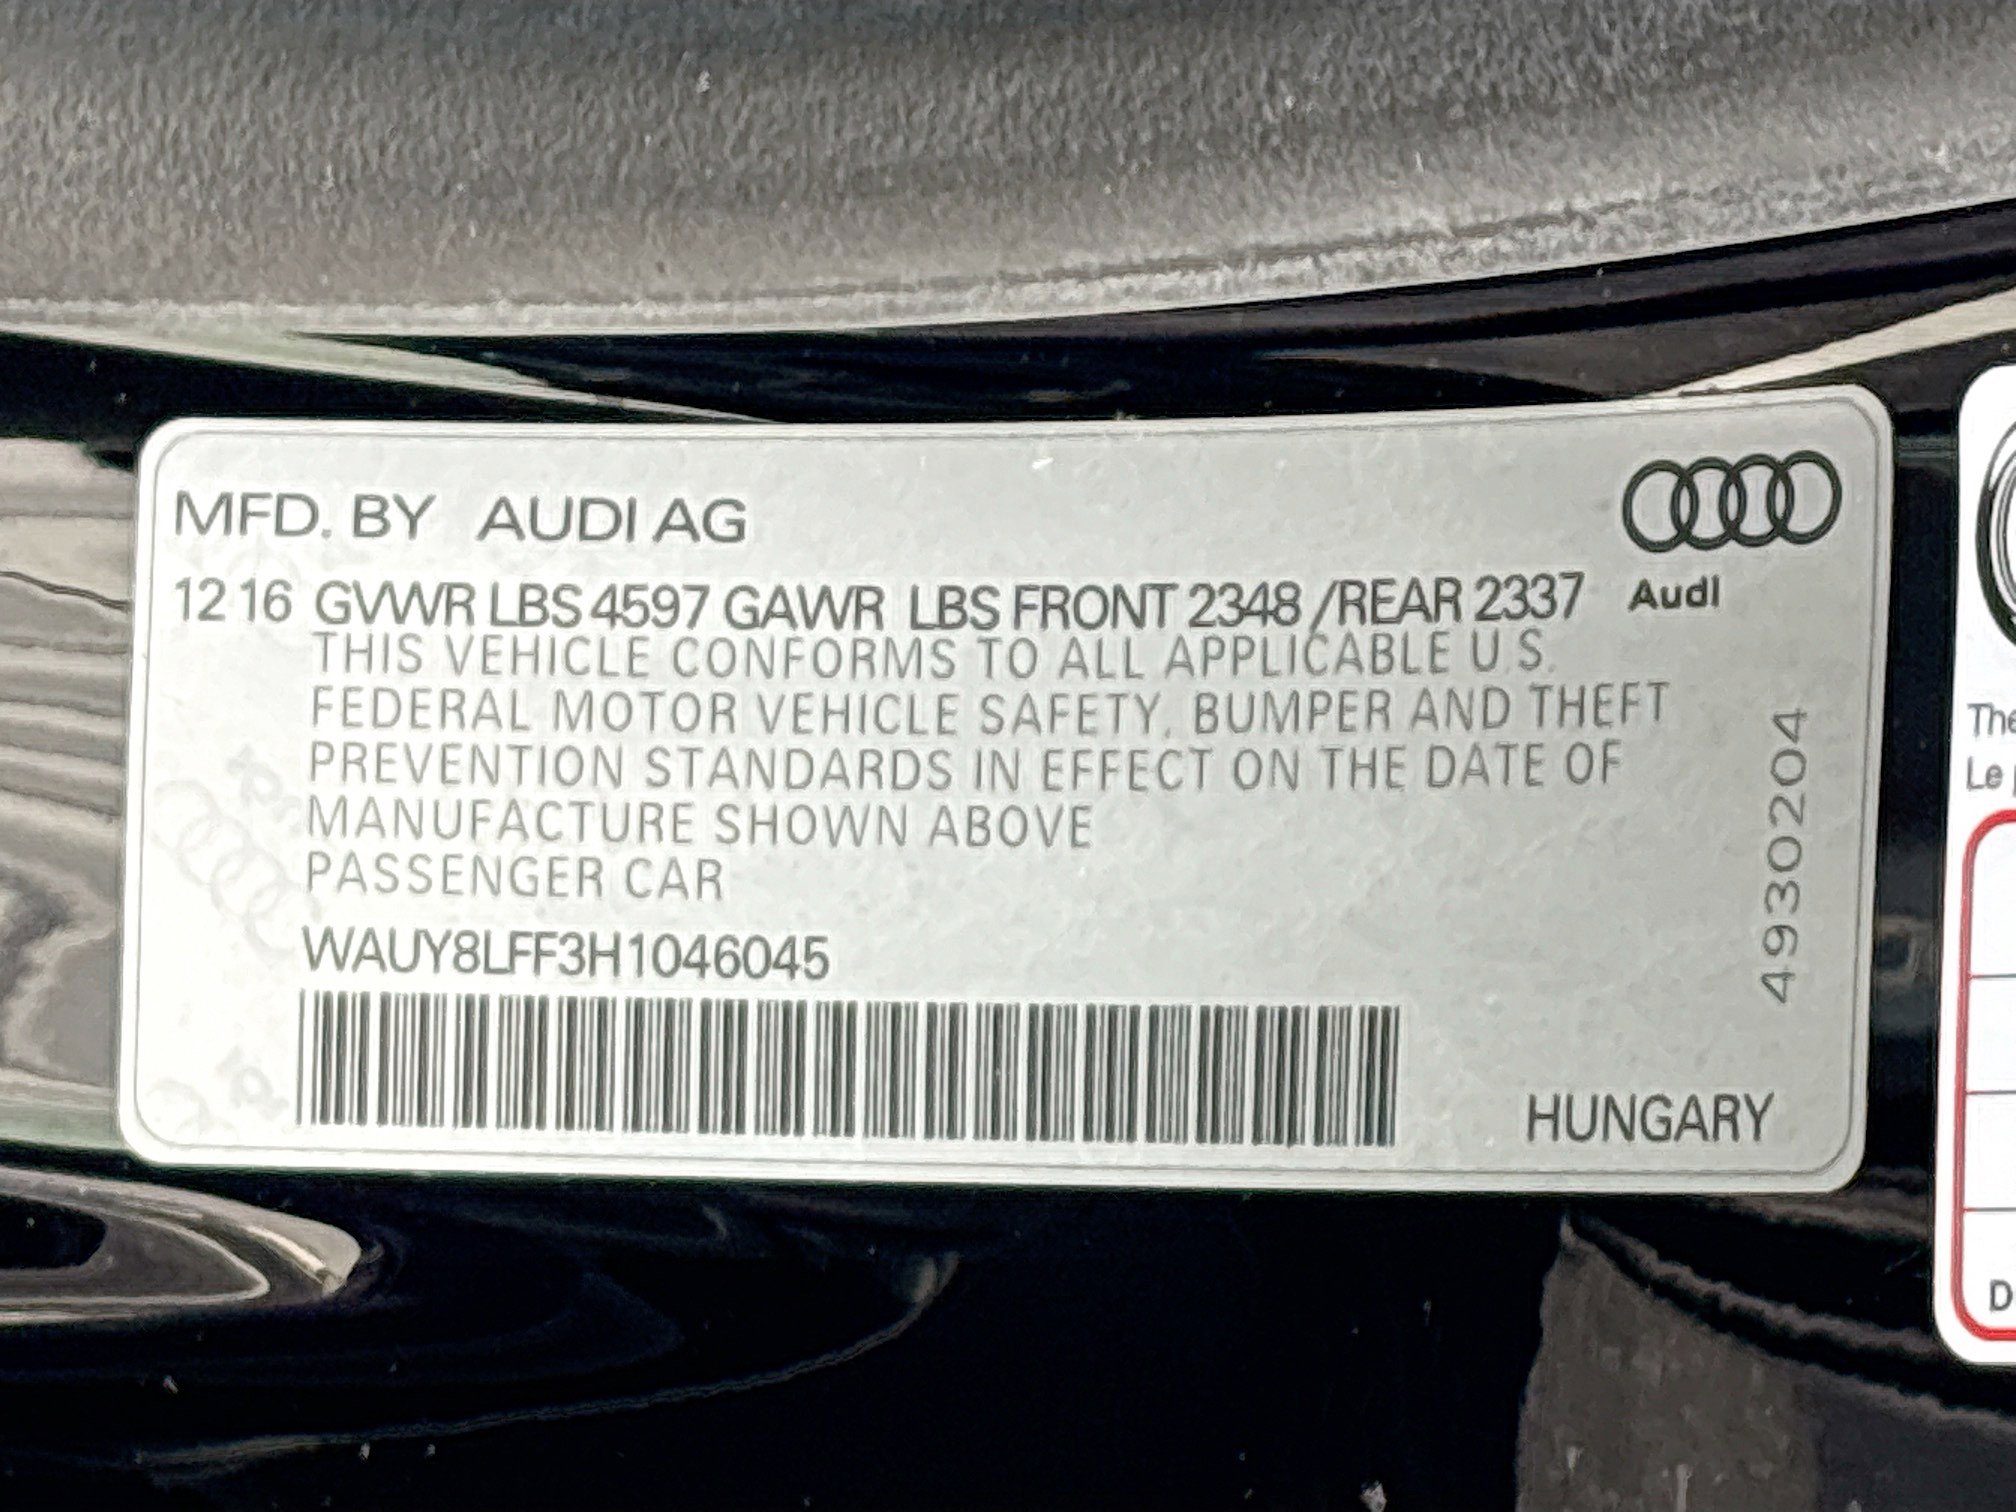 MFD. BY AUDI AG
12 16 GVWR LBS 4597 GAWR LBS FRONT 2348 /REAR 2337
Audi
THIS VEHICLE CONFORMS TO ALL APPLICABLE U.S.
FEDERAL MOTOR VEHICLE SAFETY, BUMPER AND THEFT
PREVENTION STANDARDS IN EFFECT ON THE DATE OF
MANUFACTURE SHOWN ABOVE
PASSENGER CAR
WAUY8LFF3H1046045
4930204
HUNGARY
Le
D